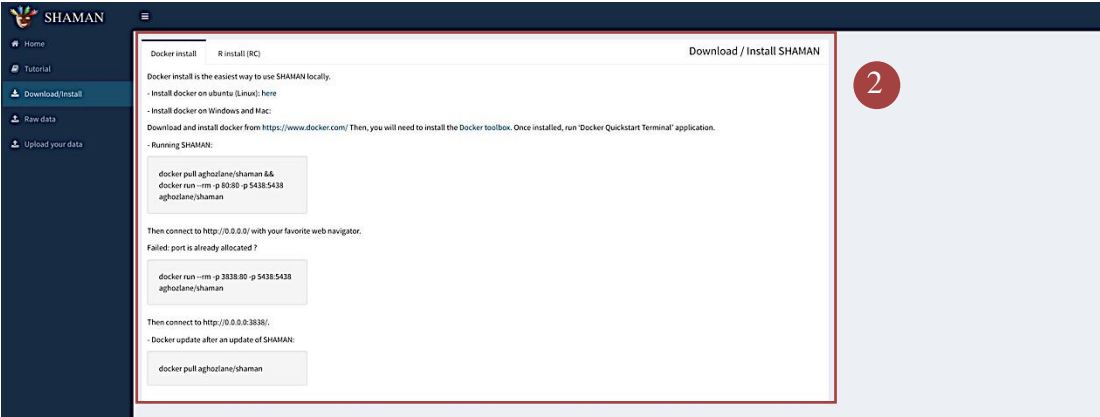 SHAMAN
Home
Tutorial
Download/Install
Raw data
Upload your data
Docker install
R install (RC)
Download / Install SHAMAN
Docker install is the easiest way to use SHAMAN locally.
- Install docker on ubuntu (Linux): here
- Install docker on Windows and Mac:
Download and install docker from https://www.docker.com/ Then, you will need to install the Docker toolbox. Once installed, run 'Docker Quickstart Terminal' application.
- Running SHAMAN:
docker pull aghozlane/shaman &&
docker run --rm -p 80:80 -p 5438:5438
aghozlane/shaman
Then connect to http://0.0.0.0/ with your favorite web navigator.
Failed: port is already allocated ?
docker run --rm -p 3838:80 -p 5438:5438
aghozlane/shaman
Then connect to http://0.0.0.0:3838/.
- Docker update after an update of SHAMAN:
docker pull aghozlane/shaman
2